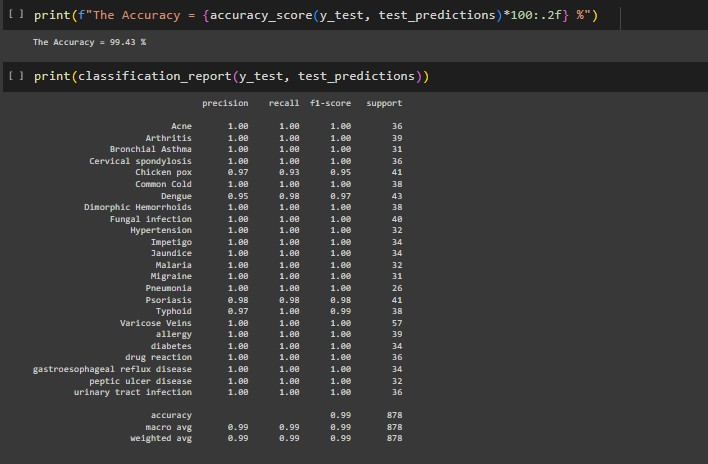 [ ] print(f"The Accuracy = {accuracy_score(y_test, test_predictions)*100:.2f} %")
The Accuracy = 99.43 %
[ ] print(classification_report(y_test, test_predictions))
precision recall f1-score support
Acne 1.00 1.00 1.00 36
Arthritis 1.00 1.00 1.00 39
Bronchial Asthma 1.00 1.00 1.00 31
Cervical spondylosis 1.00 1.00 1.00 36
Chicken pox 0.97 0.93 0.95 41
Common Cold 1.00 1.00 1.00 38
Dengue 0.95 0.98 0.97 43
Dimorphic Hemorrhoids 1.00 1.00 1.00 38
Fungal infection 1.00 1.00 1.00 40
Hypertension 1.00 1.00 1.00 32
Impetigo 1.00 1.00 1.00 34
Jaundice 1.00 1.00 1.00 34
Malaria 1.00 1.00 1.00 32
Migraine 1.00 1.00 1.00 31
Pneumonia 1.00 1.00 1.00 26
Psoriasis 0.98 0.98 0.98 41
Typhoid 0.97 1.00 0.99 38
Varicose Veins 1.00 1.00 1.00 57
allergy 1.00 1.00 1.00 39
diabetes 1.00 1.00 1.00 34
drug reaction 1.00 1.00 1.00 36
gastroesophageal reflux disease 1.00 1.00 1.00 34
peptic ulcer disease 1.00 1.00 1.00 32
urinary tract infection 1.00 1.00 1.00 36
accuracy 0.99 878
macro avg 0.99 0.99 0.99 878
weighted avg 0.99 0.99 0.99 878